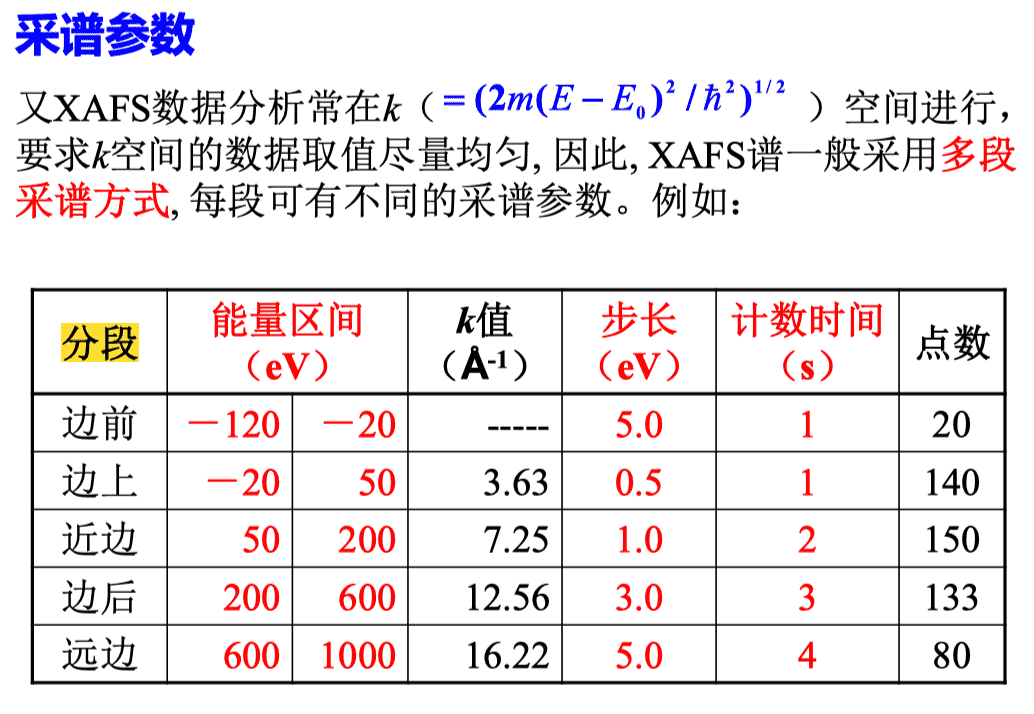 采谱参数
又XAFS数据分析常在k（= (2m(E − E₀)² / ħ²)^{1/2}）空间进行，
要求k空间的数据取值尽量均匀, 因此, XAFS谱一般采用多段
采谱方式, 每段可有不同的采谱参数。例如：
分段 能量区间（eV） k值（Å⁻¹） 步长（eV） 计数时间（s） 点数
边前 －120 －20 ----- 5.0 1 20
边上 －20 50 3.63 0.5 1 140
近边 50 200 7.25 1.0 2 150
边后 200 600 12.56 3.0 3 133
远边 600 1000 16.22 5.0 4 80